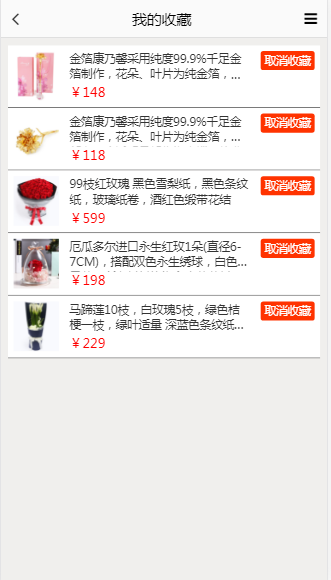 我的收藏
金箔康乃馨采用纯度99.9%千足金
箔制作，花朵、叶片为纯金箔，...
取消收藏
￥148
金箔康乃馨采用纯度99.9%千足金
箔制作，花朵、叶片为纯金箔，...
取消收藏
￥118
99枝红玫瑰 黑色雪梨纸，黑色条纹
纸，玻璃纸卷，酒红色缎带花结
取消收藏
￥599
厄瓜多尔进口永生红玫1朵(直径6-
7CM)，搭配双色永生绣球，白色...
取消收藏
￥198
马蹄莲10枝，白玫瑰5枝，绿色桔
梗一枝，绿叶适量 深蓝色条纹纸...
取消收藏
￥229